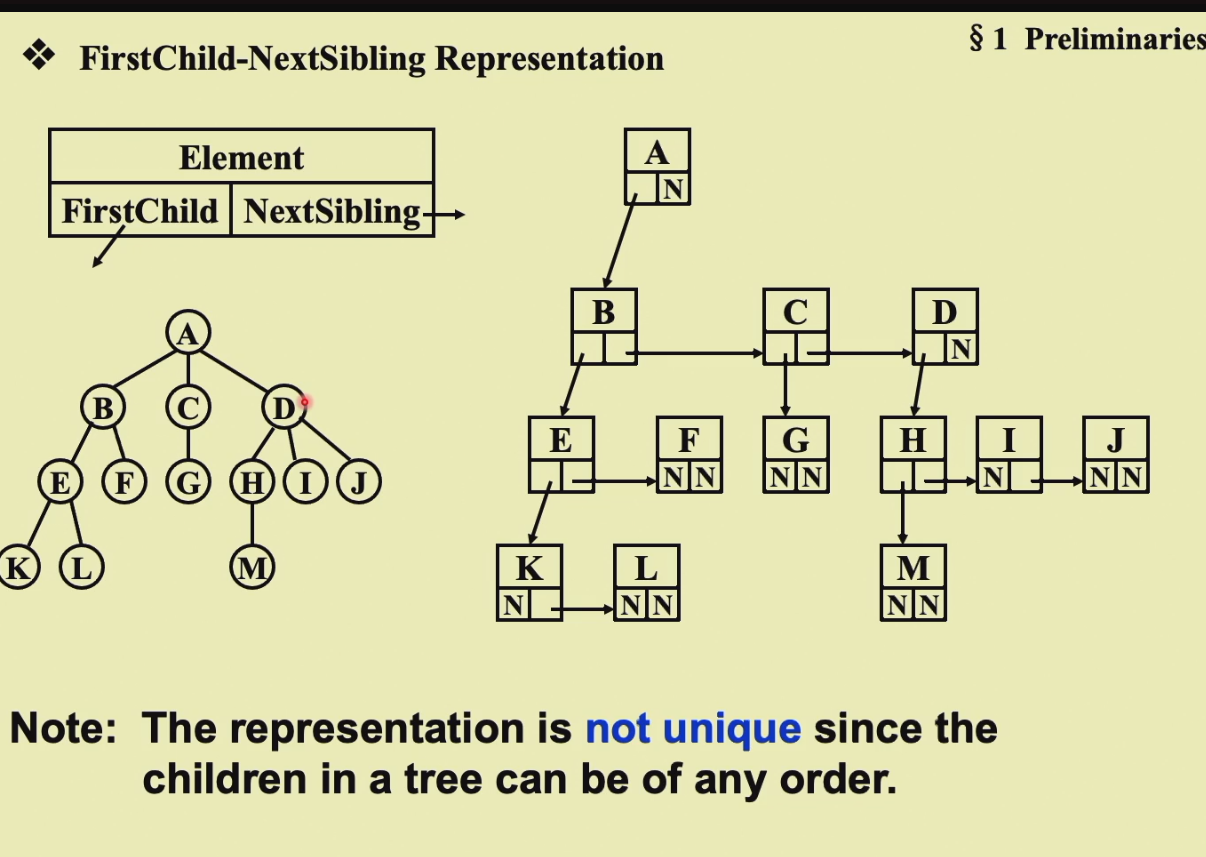 § 1 Preliminaries
❖ FirstChild-NextSibling Representation
Element
FirstChild NextSibling
A
B C D
E F G H I J
K L M
A
N
B C D
N
E F G H I J
N N N N N N N
K L M
N N N N N
Note: The representation is not unique since the
children in a tree can be of any order.